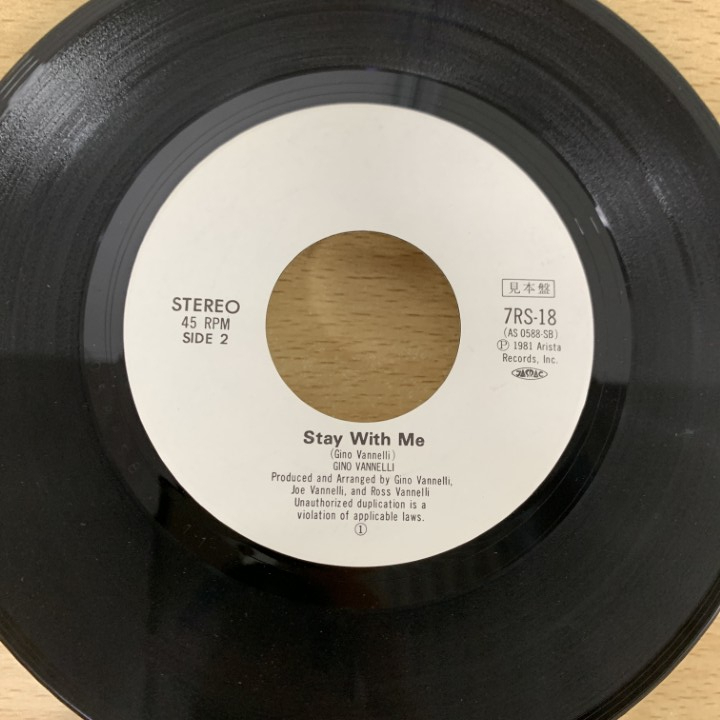 STEREO
45 RPM
SIDE 2
見本盤
7RS-18
(AS 0588-SB)
Ⓟ 1981 Arista
Records, Inc.
JASRAC
Stay With Me
(Gino Vannelli)
GINO VANNELLI
Produced and Arranged by Gino Vannelli,
Joe Vannelli, and Ross Vannelli
Unauthorized duplication is a
violation of applicable laws.
①